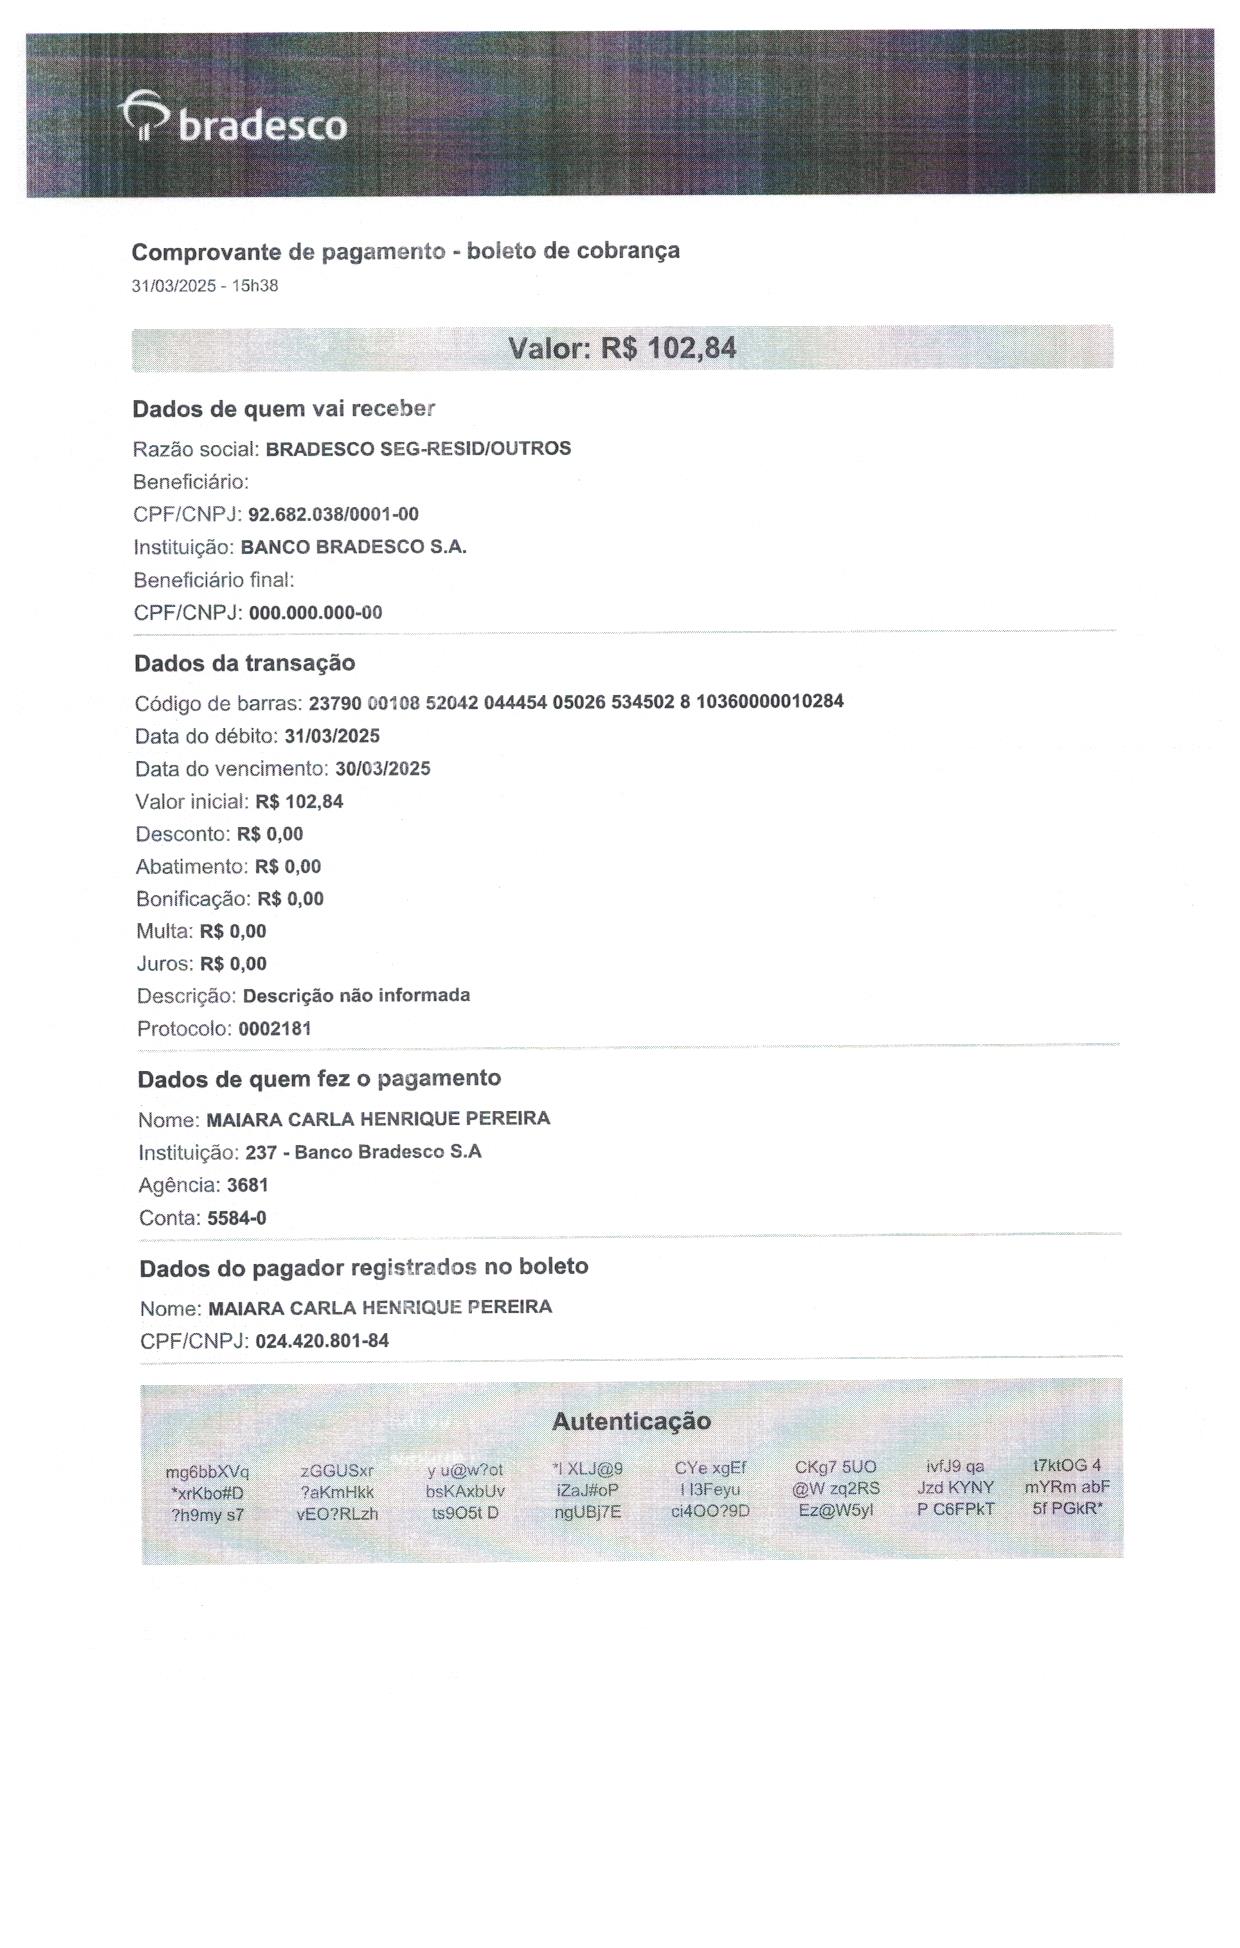 bradesco
Comprovante de pagamento - boleto de cobrança
31/03/2025 - 15h38
Valor: R$ 102,84
Dados de quem vai receber
Razão social: BRADESCO SEG-RESID/OUTROS
Beneficiário:
CPF/CNPJ: 92.682.038/0001-00
Instituição: BANCO BRADESCO S.A.
Beneficiário final:
CPF/CNPJ: 000.000.000-00
Dados da transação
Código de barras: 23790 00108 52042 044454 05026 534502 8 10360000010284
Data do débito: 31/03/2025
Data do vencimento: 30/03/2025
Valor inicial: R$ 102,84
Desconto: R$ 0,00
Abatimento: R$ 0,00
Bonificação: R$ 0,00
Multa: R$ 0,00
Juros: R$ 0,00
Descrição: Descrição não informada
Protocolo: 0002181
Dados de quem fez o pagamento
Nome: MAIARA CARLA HENRIQUE PEREIRA
Instituição: 237 - Banco Bradesco S.A
Agência: 3681
Conta: 5584-0
Dados do pagador registrados no boleto
Nome: MAIARA CARLA HENRIQUE PEREIRA
CPF/CNPJ: 024.420.801-84
Autenticação
mg6bbXVq zGGUSxr y u@w?ot *I XLJ@9 CYe xgEf CKg7 5UO ivfJ9 qa t7ktOG 4
*xrKbo#D ?aKmHkk bsKAxbUv iZaJ#oP I I3Feyu @W zq2RS Jzd KYNY mYRm abF
?h9my s7 vEO?RLzh ts9O5t D ngUBj7E ci4OO?9D Ez@W5yI P C6FPkT 5f PGkR*